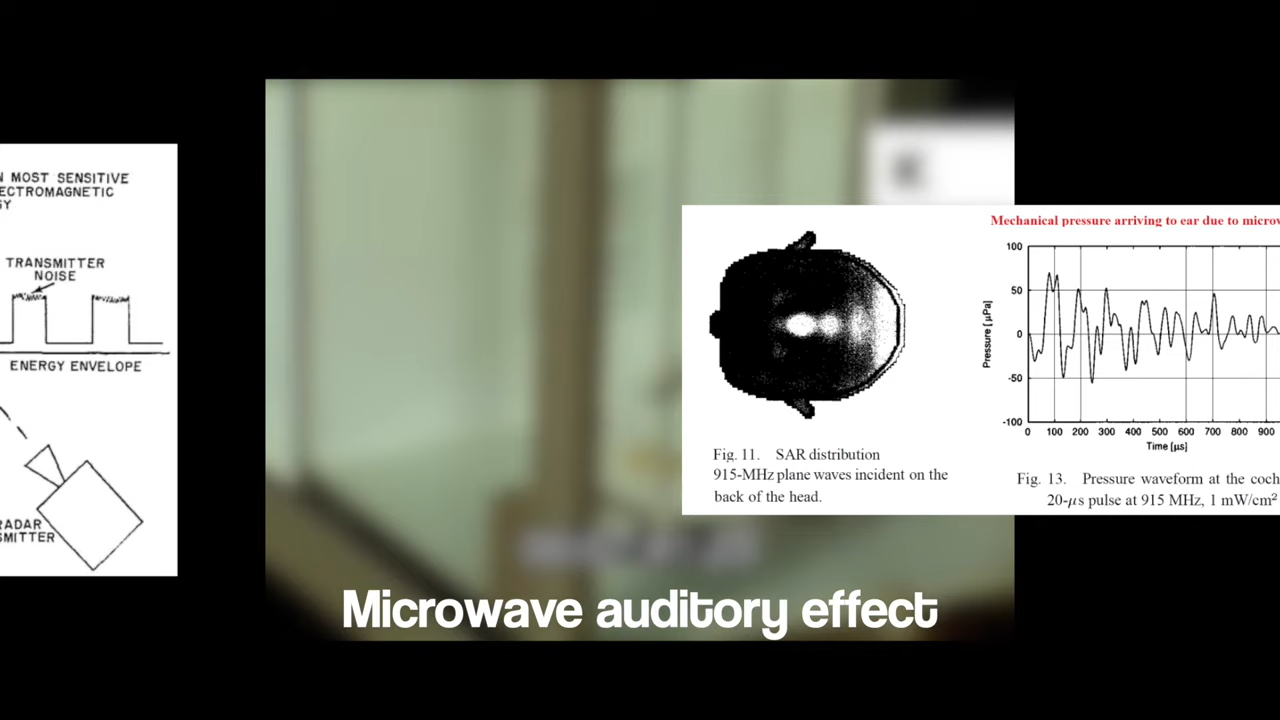 N MOST SENSITIVE
ECTROMAGNETIC
GY
TRANSMITTER
NOISE
ENERGY ENVELOPE
RADAR
SMITTER
Mechanical pressure arriving to ear due to microw
100
50
0
-50
-100
Pressure [μPa]
0 100 200 300 400 500 600 700 800 900
Time [μs]
Fig. 11. SAR distribution
915-MHz plane waves incident on the
back of the head.
Fig. 13. Pressure waveform at the coch
20-μs pulse at 915 MHz, 1 mW/cm²
Microwave auditory effect